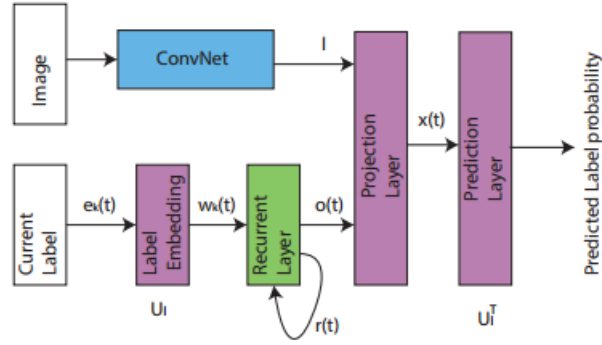 Image
ConvNet
I
Projection
Layer
x(t)
Prediction
Layer
Predicted Label probability
Current
Label
eₖ(t)
Label
Embedding
wₖ(t)
Recurrent
Layer
o(t)
r(t)
Uₗ
Uₗᵀ